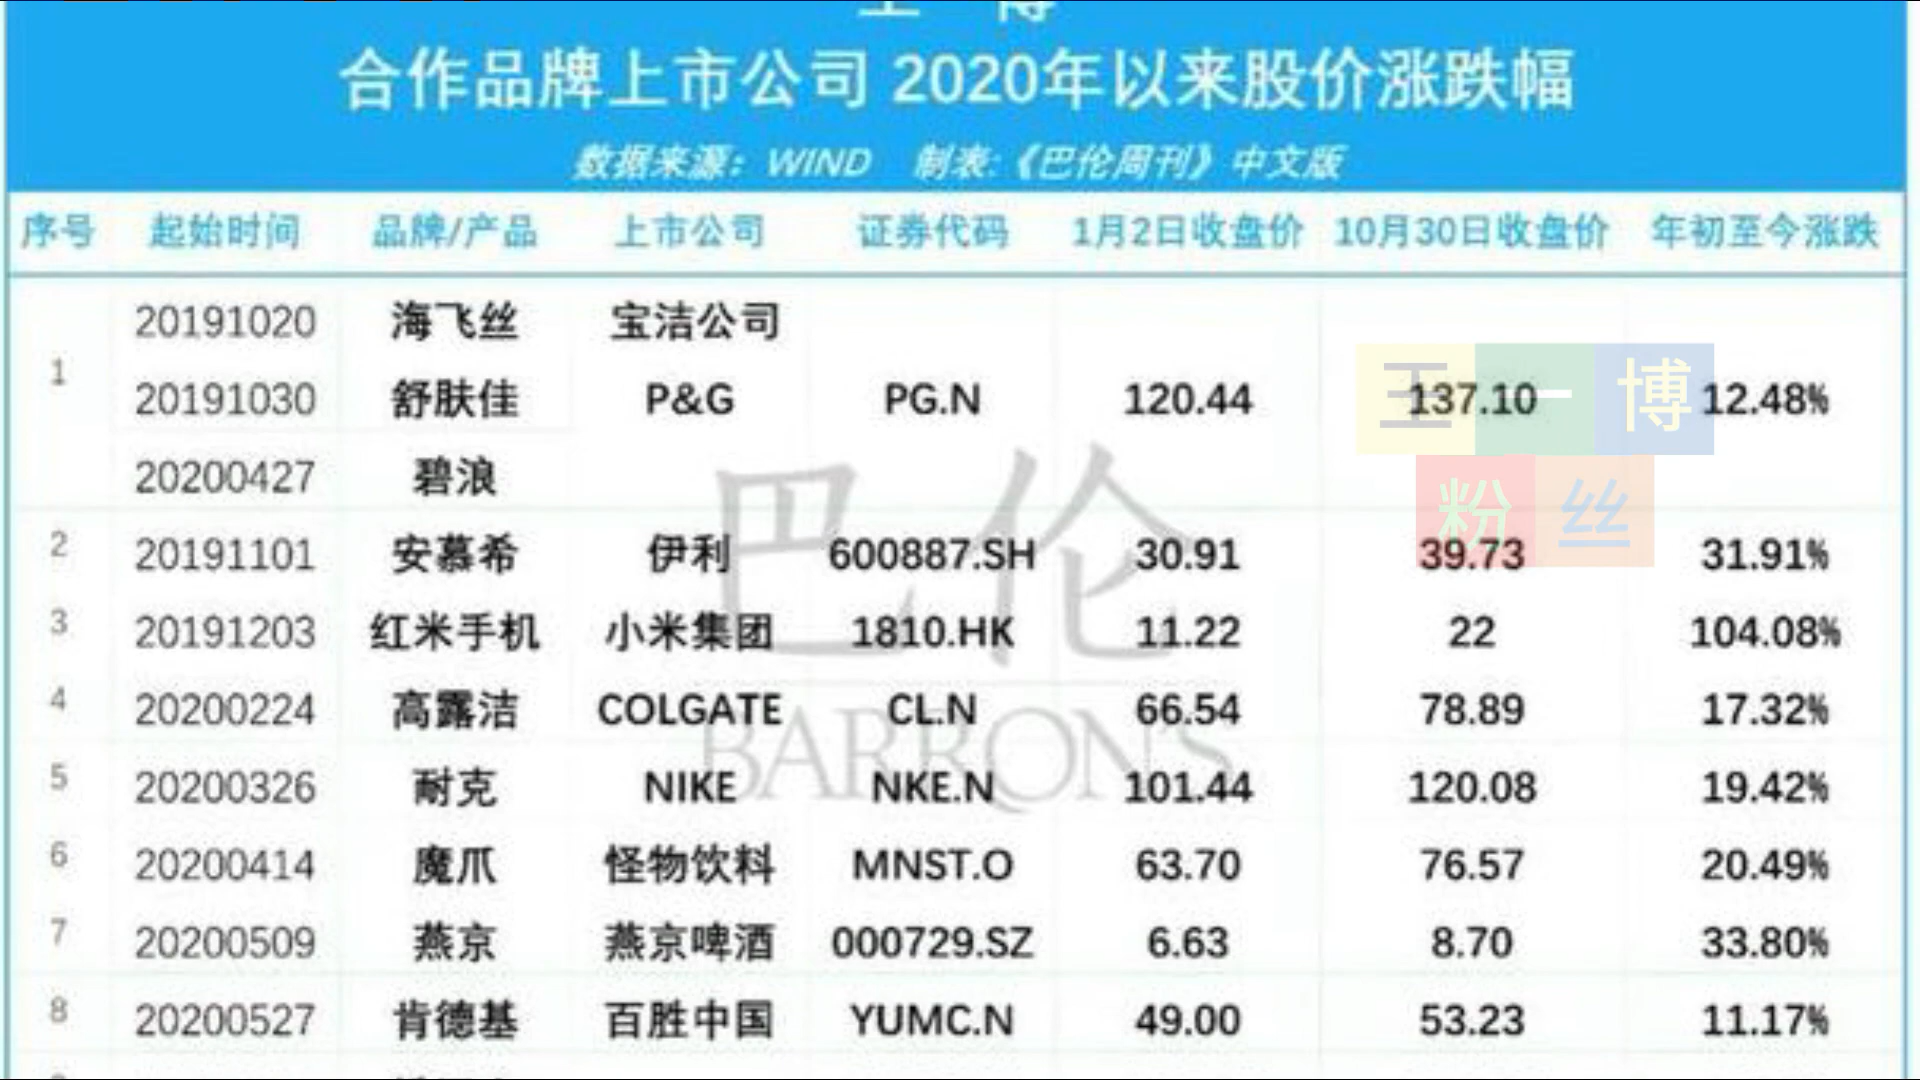 合作品牌上市公司 2020年以来股价涨跌幅
数据来源：WIND 制表:《巴伦周刊》中文版
序号 起始时间 品牌/产品 上市公司 证券代码 1月2日收盘价 10月30日收盘价 年初至今涨跌
20191020 海飞丝 宝洁公司
1 20191030 舒肤佳 P&G PG.N 120.44 137.10 12.48%
王一博
20200427 碧浪
粉丝
2 20191101 安慕希 伊利 600887.SH 30.91 39.73 31.91%
3 20191203 红米手机 小米集团 1810.HK 11.22 22 104.08%
4 20200224 高露洁 COLGATE CL.N 66.54 78.89 17.32%
5 20200326 耐克 NIKE NKE.N 101.44 120.08 19.42%
6 20200414 魔爪 怪物饮料 MNST.O 63.70 76.57 20.49%
7 20200509 燕京 燕京啤酒 000729.SZ 6.63 8.70 33.80%
8 20200527 肯德基 百胜中国 YUMC.N 49.00 53.23 11.17%
巴伦
BARRON'S